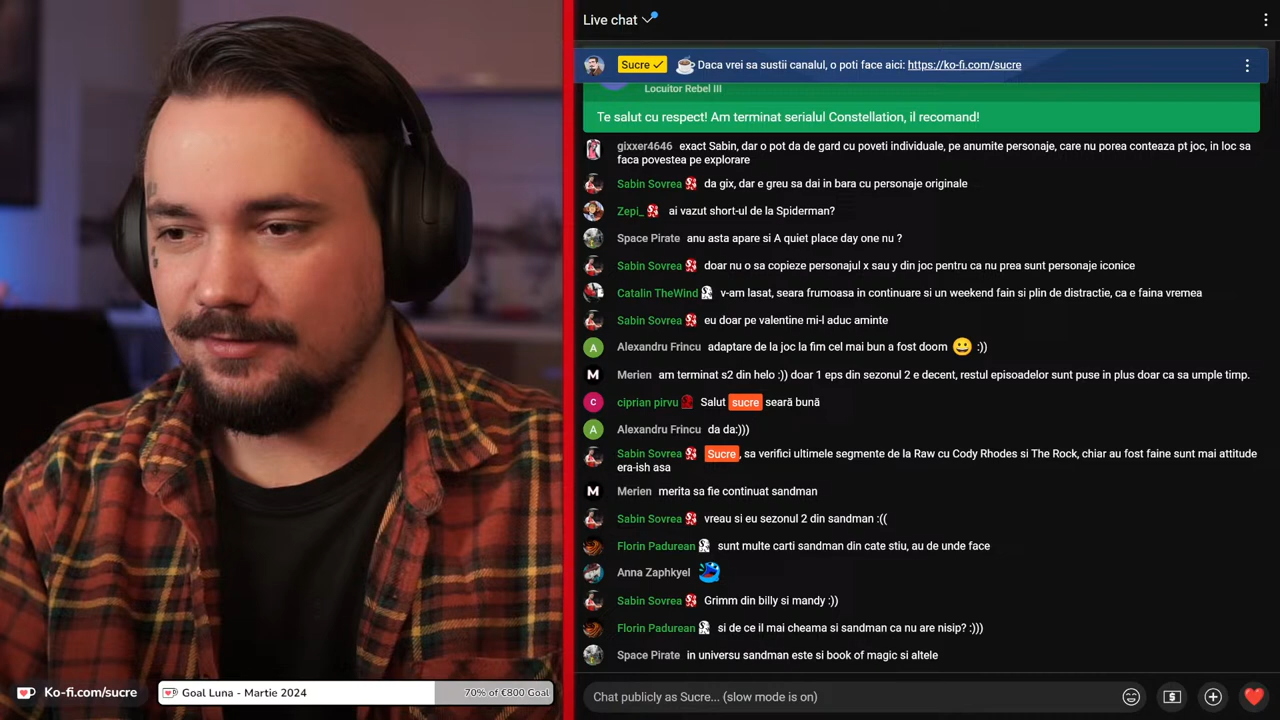 Live chat
Sucre Daca vrei sa sustii canalul, o poti face aici: https://ko-fi.com/sucre
Locuitor Rebel III
Te salut cu respect! Am terminat serialul Constellation, il recomand!
gixxer4646 exact Sabin, dar o pot da de gard cu poveti individuale, pe anumite personaje, care nu porea conteaza pt joc, in loc sa
faca povestea pe explorare
Sabin Sovrea da gix, dar e greu sa dai in bara cu personaje originale
Zepi_ ai vazut short-ul de la Spiderman?
Space Pirate anu asta apare si A quiet place day one nu ?
Sabin Sovrea doar nu o sa copieze personajul x sau y din joc pentru ca nu prea sunt personaje iconice
Catalin TheWind v-am lasat, seara frumoasa in continuare si un weekend fain si plin de distractie, ca e faina vremea
Sabin Sovrea eu doar pe valentine mi-l aduc aminte
A Alexandru Frincu adaptare de la joc la fim cel mai bun a fost doom 😀 :))
M Merien am terminat s2 din helo :)) doar 1 eps din sezonul 2 e decent, restul episoadelor sunt puse in plus doar ca sa umple timp.
c ciprian pirvu Salut sucre seară bună
A Alexandru Frincu da da:)))
Sabin Sovrea Sucre, sa verifici ultimele segmente de la Raw cu Cody Rhodes si The Rock, chiar au fost faine sunt mai attitude
era-ish asa
M Merien merita sa fie continuat sandman
Sabin Sovrea vreau si eu sezonul 2 din sandman :((
Florin Padurean sunt multe carti sandman din cate stiu, au de unde face
Anna Zaphkyel
Sabin Sovrea Grimm din billy si mandy :))
Florin Padurean si de ce il mai cheama si sandman ca nu are nisip? :)))
Space Pirate in universu sandman este si book of magic si altele
Ko-fi.com/sucre Goal Luna - Martie 2024 70% of €800 Goal
Chat publicly as Sucre... (slow mode is on)